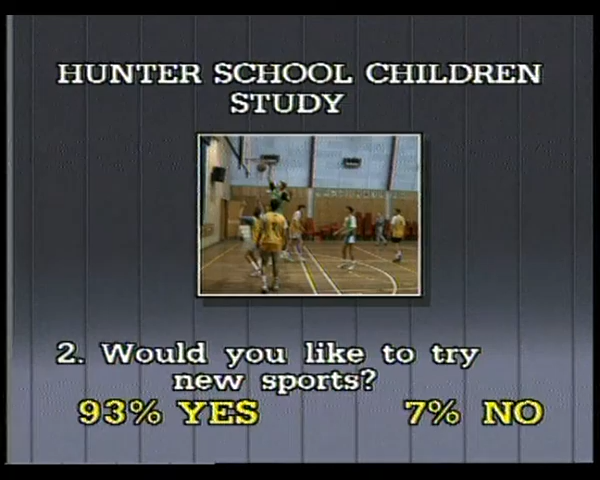 HUNTER SCHOOL CHILDREN
STUDY
2. Would you like to try
new sports?
93% YES 7% NO